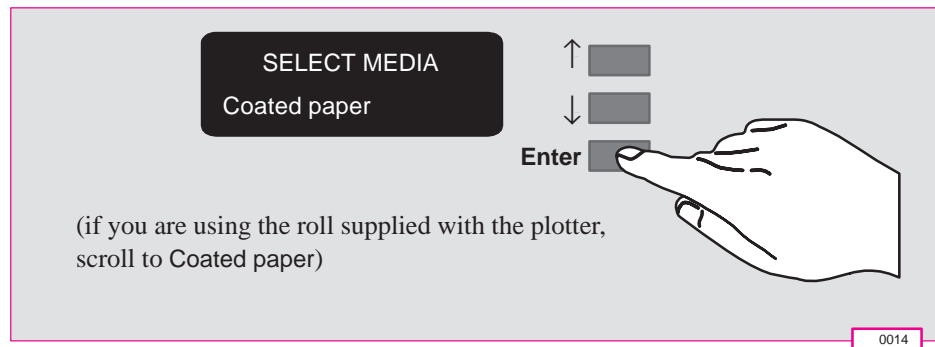 SELECT MEDIA
Coated paper
↑
↓
Enter
(if you are using the roll supplied with the plotter,
scroll to Coated paper)
0014